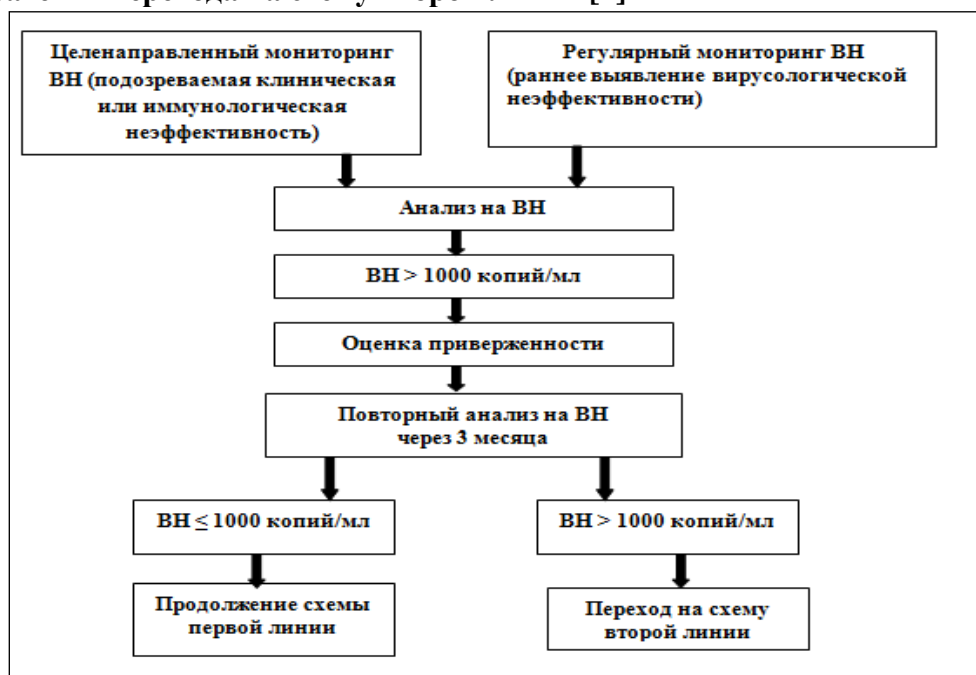 Целенаправленный мониторинг
ВН (подозреваемая клиническая
или иммунологическая
неэффективность)
Регулярный мониторинг ВН
(раннее выявление вирусологической
неэффективности)
Анализ на ВН
ВН > 1000 копий/мл
Оценка приверженности
Повторный анализ на ВН
через 3 месяца
ВН ≤ 1000 копий/мл
ВН > 1000 копий/мл
Продолжение схемы
первой линии
Переход на схему
второй линии